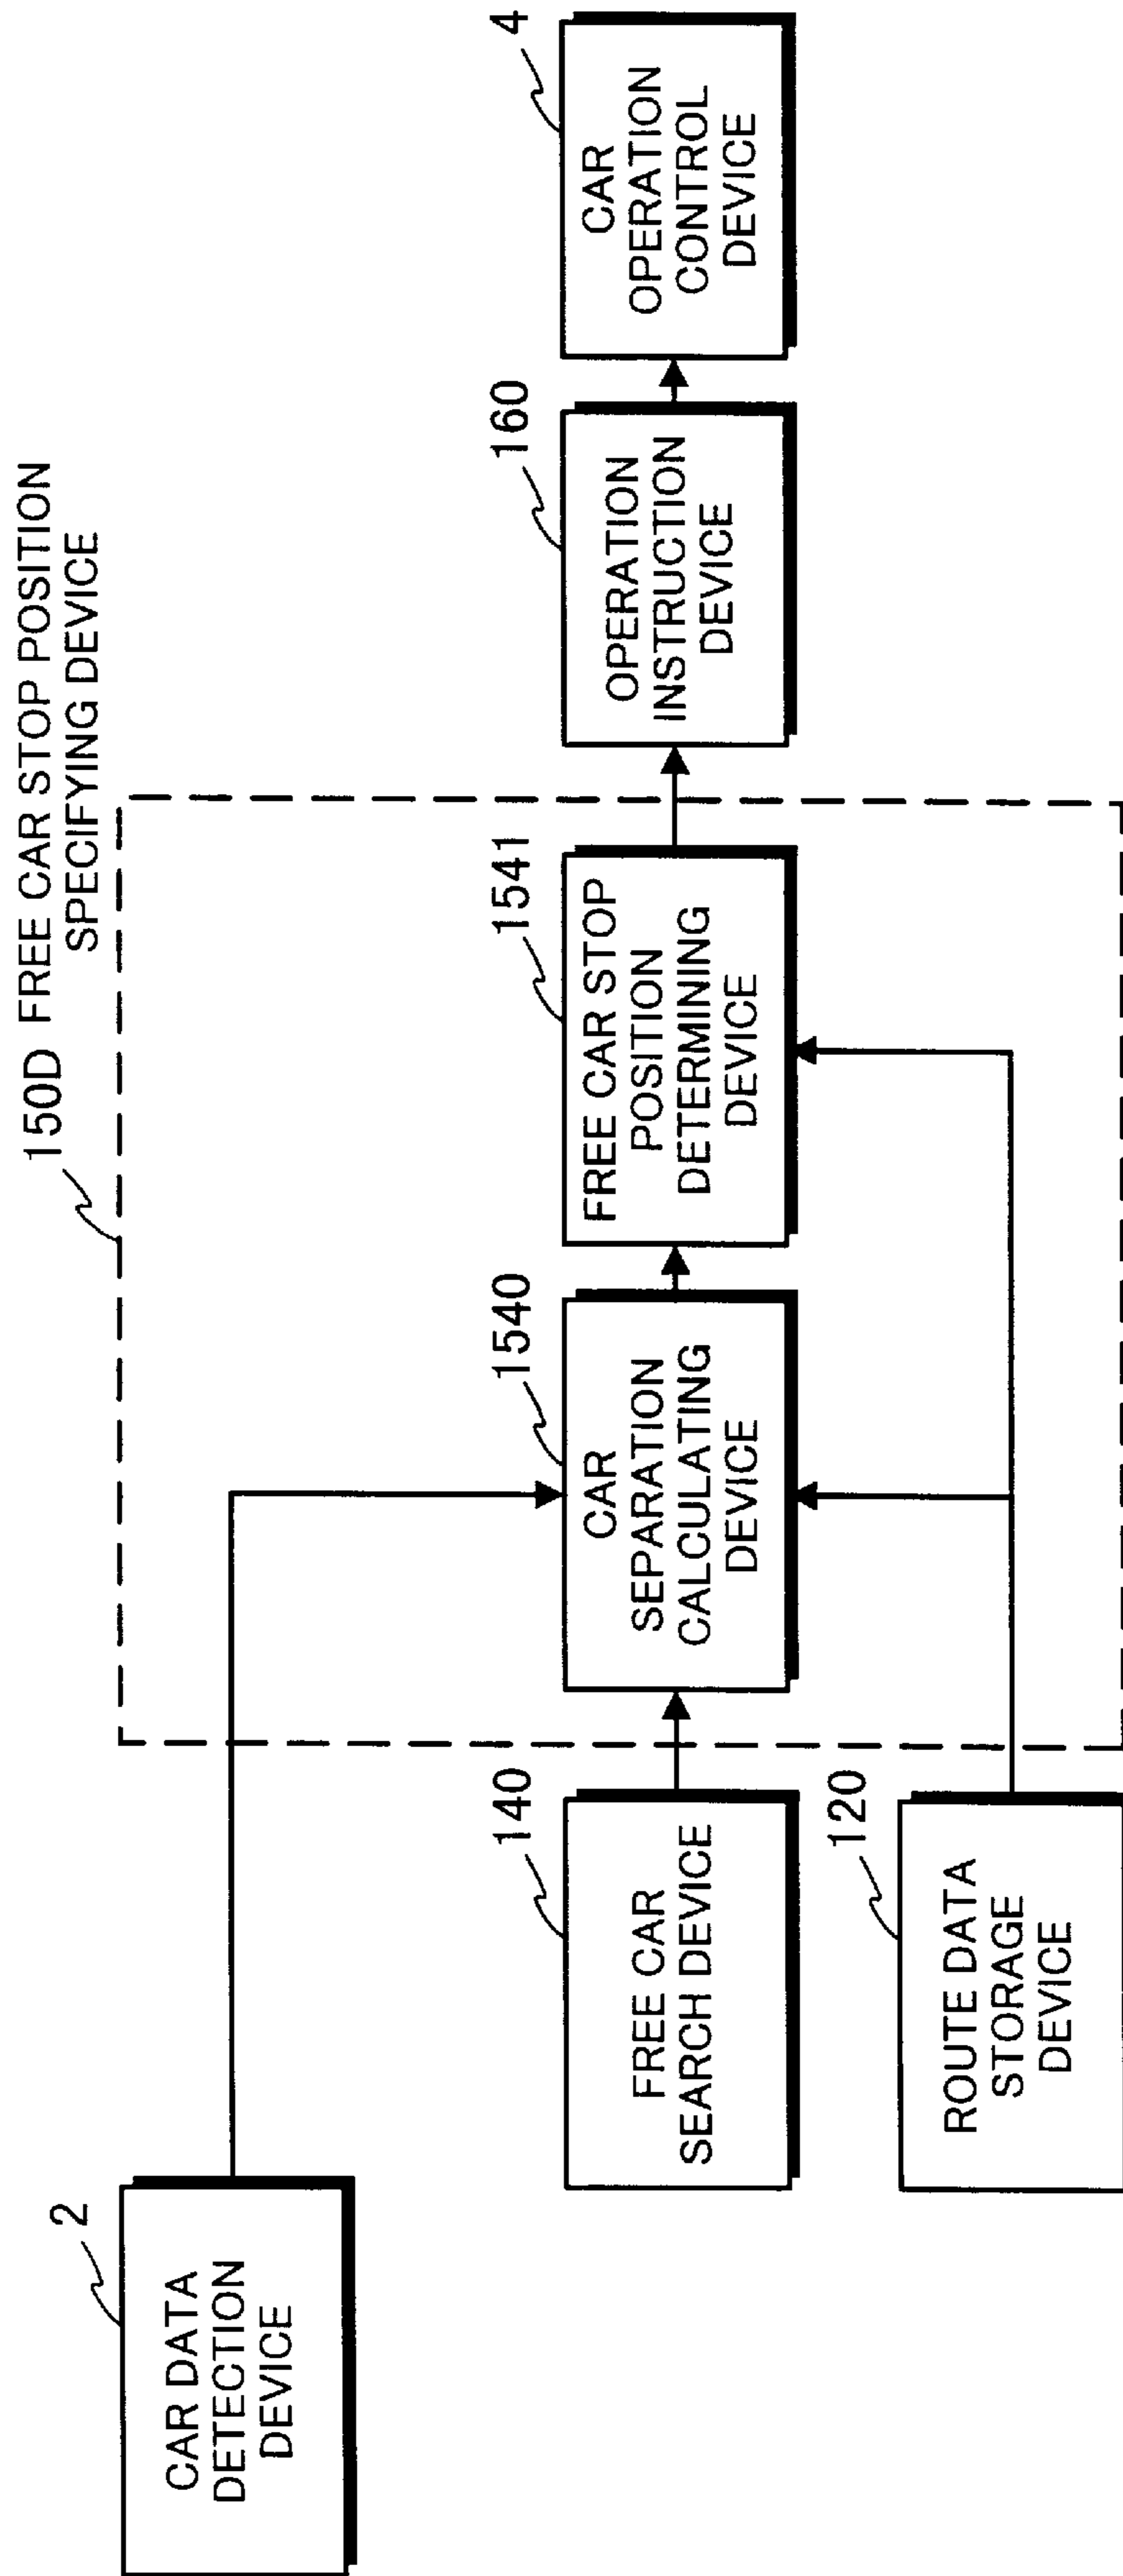 150D FREE CAR STOP POSITION
SPECIFYING DEVICE
2
CAR DATA
DETECTION
DEVICE
140
FREE CAR
SEARCH DEVICE
120
ROUTE DATA
STORAGE
DEVICE
1540
CAR
SEPARATION
CALCULATING
DEVICE
1541
FREE CAR STOP
POSITION
DETERMINING
DEVICE
160
OPERATION
INSTRUCTION
DEVICE
4
CAR
OPERATION
CONTROL
DEVICE